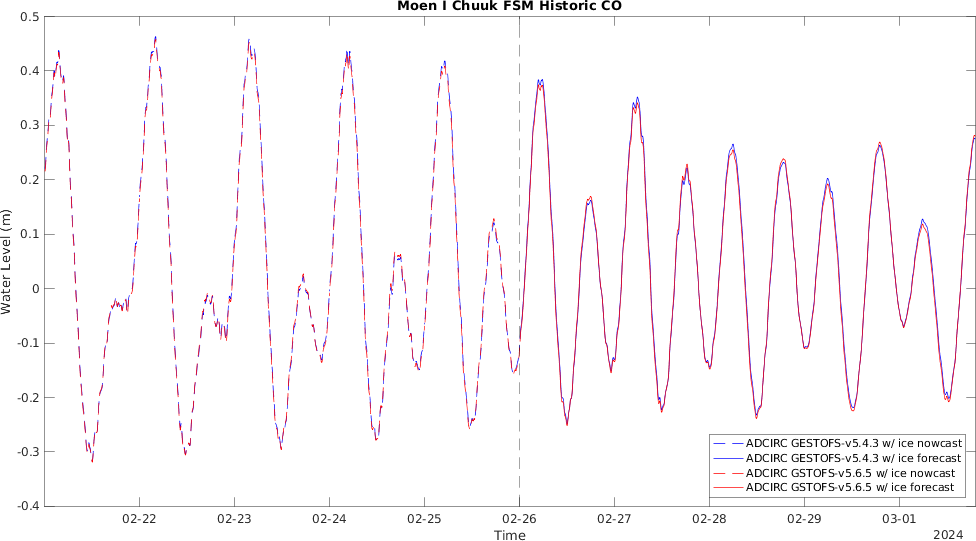 Moen I Chuuk FSM Historic CO
0.5
0.4
0.3
0.2
0.1
0
-0.1
-0.2
-0.3
-0.4
Water Level (m)
ADCIRC GESTOFS-v5.4.3 w/ ice nowcast
ADCIRC GESTOFS-v5.4.3 w/ ice forecast
ADCIRC GSTOFS-v5.6.5 w/ ice nowcast
ADCIRC GSTOFS-v5.6.5 w/ ice forecast
02-22 02-23 02-24 02-25 02-26 02-27 02-28 02-29 03-01
Time
2024